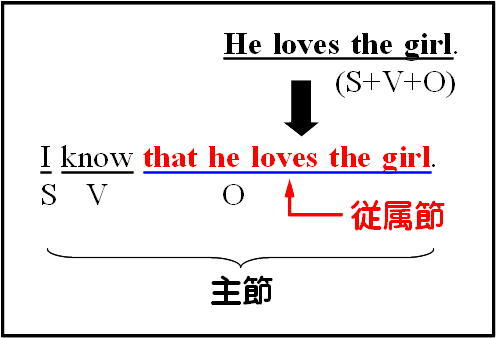 He loves the girl.
(S+V+O)
I know that he loves the girl.
S V O
従属節
主節